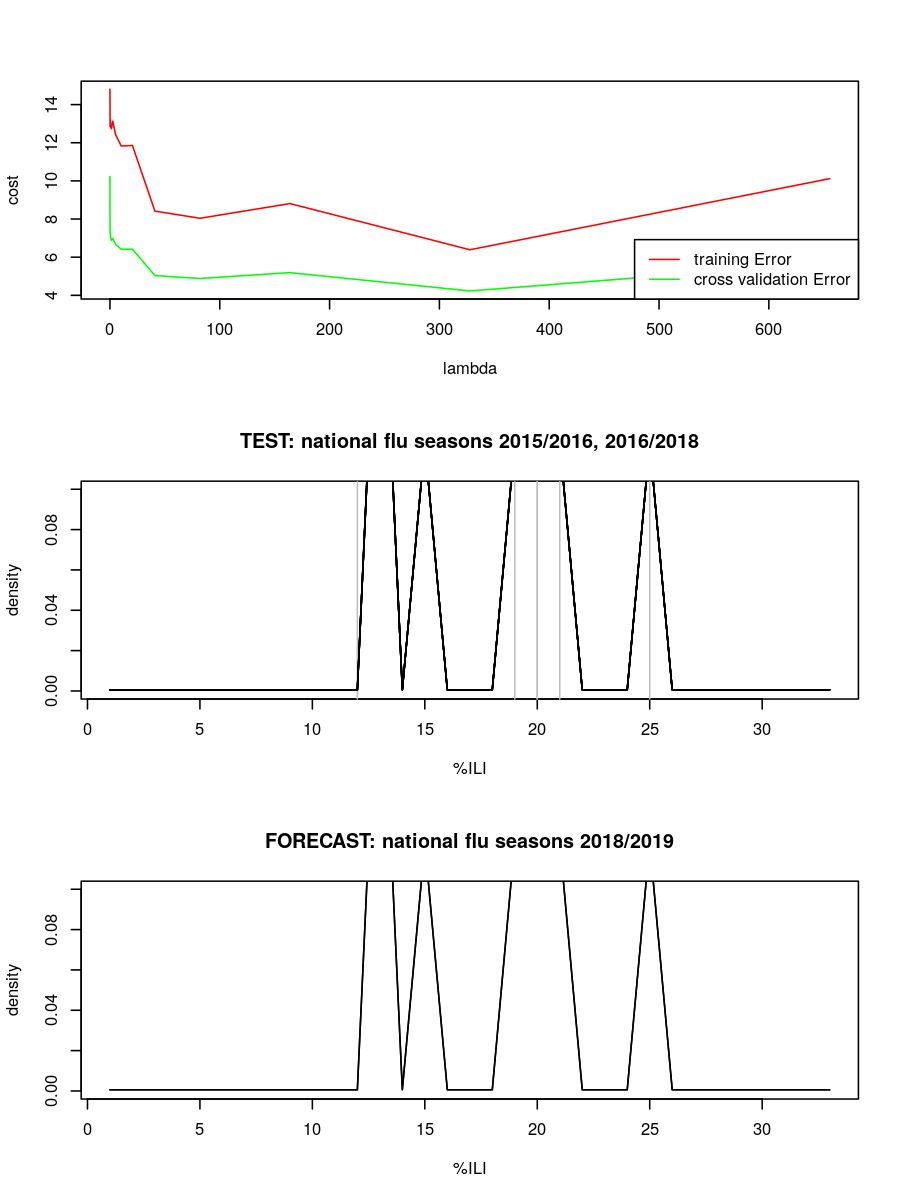 14
12
10
8
6
4
cost
training Error
cross validation Error
0 100 200 300 400 500 600
lambda
TEST: national flu seasons 2015/2016, 2016/2018
0.08
0.04
0.00
density
0 5 10 15 20 25 30
%ILI
FORECAST: national flu seasons 2018/2019
0.08
0.04
0.00
density
0 5 10 15 20 25 30
%ILI